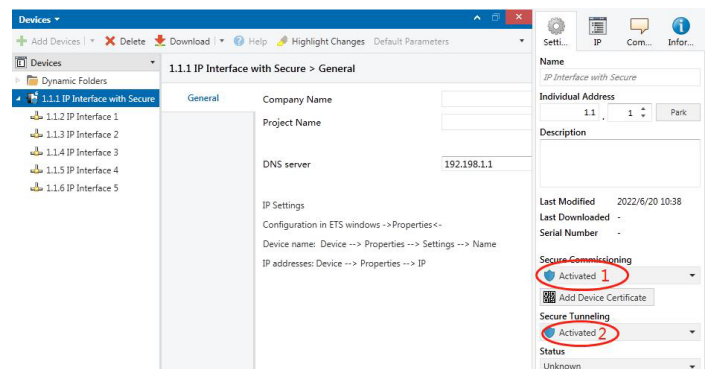 Devices
Add Devices Delete Download Help Highlight Changes Default Parameters
Devices
Dynamic Folders
1.1.1 IP Interface with Secure
1.1.2 IP Interface 1
1.1.3 IP Interface 2
1.1.4 IP Interface 3
1.1.5 IP Interface 4
1.1.6 IP Interface 5
1.1.1 IP Interface with Secure > General
General
Company Name
Project Name
DNS server 192.198.1.1
IP Settings
Configuration in ETS windows ->Properties<-
Device name: Device --> Properties --> Settings --> Name
IP addresses: Device --> Properties --> IP
Setti... IP Com... Infor...
Name
IP Interface with Secure
Individual Address
1.1 . 1 Park
Description
Last Modified 2022/6/20 10:38
Last Downloaded -
Serial Number -
Secure Commissioning
Activated 1
Add Device Certificate
Secure Tunneling
Activated 2
Status
Unknown